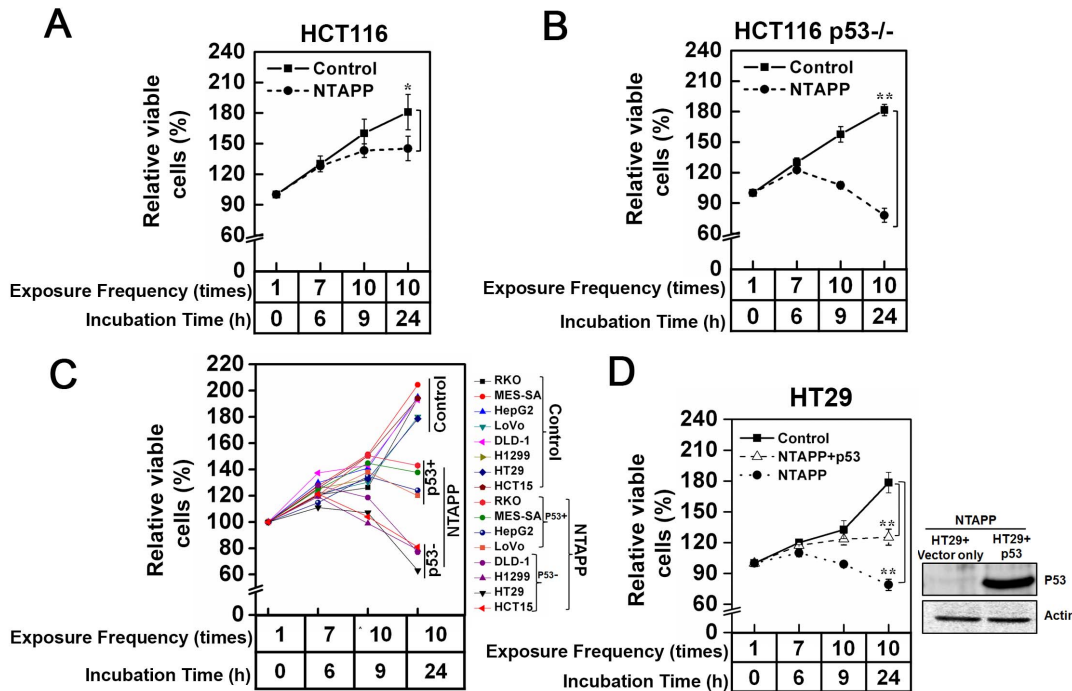 A
HCT116
240
210
180
150
120
90
60
0
Relative viable
cells (%)
Control
NTAPP
*
Exposure Frequency (times)
1 7 10 10
Incubation Time (h)
0 6 9 24
B
HCT116 p53-/-
240
210
180
150
120
90
60
0
Relative viable
cells (%)
Control
NTAPP
**
Exposure Frequency (times)
1 7 10 10
Incubation Time (h)
0 6 9 24
C
220
200
180
160
140
120
100
80
60
0
Relative viable
cells (%)
Control
p53+
p53-
NTAPP
RKO
MES-SA
HepG2
LoVo
DLD-1
H1299
HT29
HCT15
Control
RKO
MES-SA
HepG2
LoVo
P53+
DLD-1
H1299
HT29
HCT15
P53-
NTAPP
Exposure Frequency (times)
1 7 10 10
Incubation Time (h)
0 6 9 24
D
HT29
240
210
180
150
120
90
60
0
Relative viable
cells (%)
Control
NTAPP+p53
NTAPP
**
**
Exposure Frequency (times)
1 7 10 10
Incubation Time (h)
0 6 9 24
NTAPP
HT29+
Vector only
HT29+
p53
P53
Actin